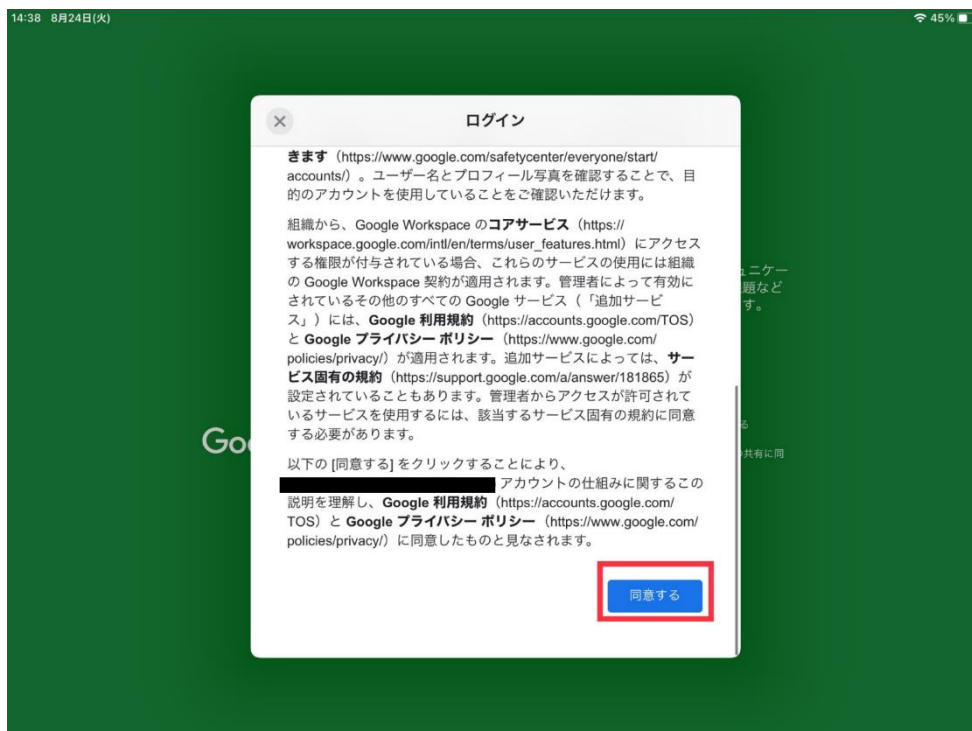 14:38 8月24日(火)
45%
ログイン
きます（https://www.google.com/safetycenter/everyone/start/
accounts/）。ユーザー名とプロフィール写真を確認することで、目
的のアカウントを使用していることをご確認いただけます。
組織から、Google Workspace のコアサービス（https://
workspace.google.com/intl/en/terms/user_features.html）にアクセス
する権限が付与されている場合、これらのサービスの使用には組織
の Google Workspace 契約が適用されます。管理者によって有効に
されているその他のすべての Google サービス（「追加サービ
ス」）には、Google 利用規約（https://accounts.google.com/TOS）
と Google プライバシー ポリシー（https://www.google.com/
policies/privacy/）が適用されます。追加サービスによっては、サー
ビス固有の規約（https://support.google.com/a/answer/181865）が
設定されていることもあります。管理者からアクセスが許可されて
いるサービスを使用するには、該当するサービス固有の規約に同意
する必要があります。
以下の [同意する] をクリックすることにより、
アカウントの仕組みに関するこの
説明を理解し、Google 利用規約（https://accounts.google.com/
TOS）と Google プライバシー ポリシー（https://www.google.com/
policies/privacy/）に同意したものと見なされます。
同意する
ュニケー
題など
す。
る
の共有に同
Goo